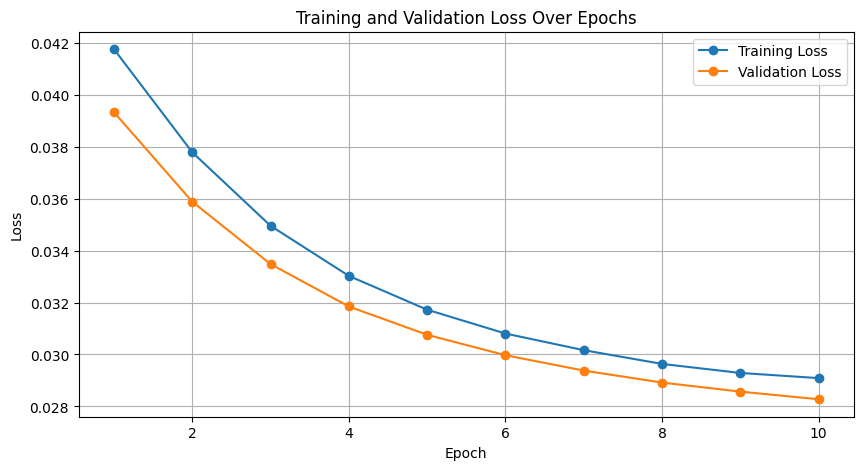 Training and Validation Loss Over Epochs
Training Loss
Validation Loss
Loss
0.042
0.040
0.038
0.036
0.034
0.032
0.030
0.028
2 4 6 8 10
Epoch